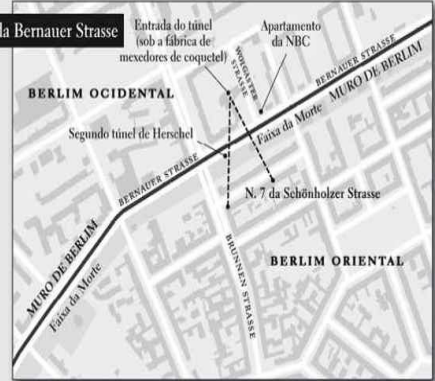 da Bernauer Strasse
Entrada do túnel
(sob a fábrica de
mexedores de coquetel)
Apartamento
da NBC
WOLGASTER
STRASSE
BERNAUER STRASSE
MURO DE BERLIM
Faixa da Morte
BERLIM OCIDENTAL
Segundo túnel de Herschel
BERNAUER STRASSE
N. 7 da Schönholzer Strasse
MURO DE BERLIM
Faixa da Morte
BRUNNEN STRASSE
BERLIM ORIENTAL